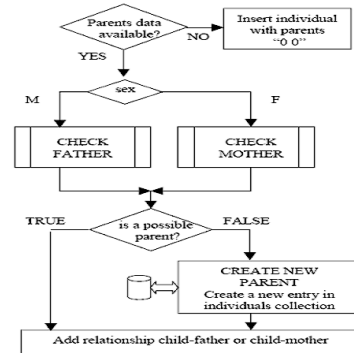 Parents data
available?
Insert individual
with parents
“0 0”
NO
YES
sex
M
F
CHECK
FATHER
CHECK
MOTHER
TRUE
is a possible
parent?
FALSE
CREATE NEW
PARENT
Create a new entry in
individuals collection
Add relationship child-father or child-mother